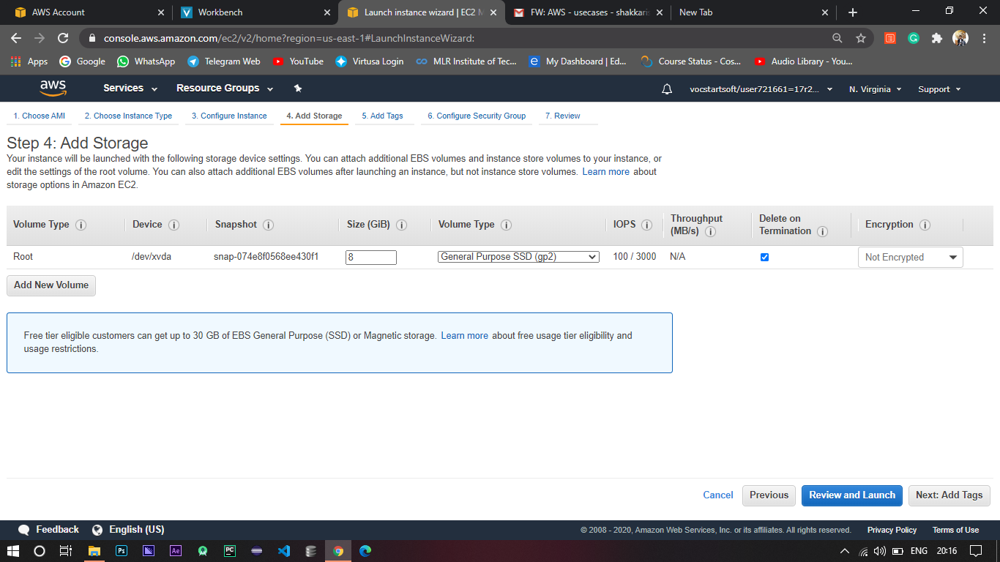 AWS Account
Workbench
Launch instance wizard | EC2 M
FW: AWS - usecases - shakkaris
New Tab
console.aws.amazon.com/ec2/v2/home?region=us-east-1#LaunchInstanceWizard:
Apps
Google
WhatsApp
Telegram Web
YouTube
Virtusa Login
MLR Institute of Tec...
My Dashboard | Ed...
Course Status - Cos...
Audio Library - You...
aws
Services
Resource Groups
vocstartsoft/user721661=17r2...
N. Virginia
Support
1. Choose AMI
2. Choose Instance Type
3. Configure Instance
4. Add Storage
5. Add Tags
6. Configure Security Group
7. Review
Step 4: Add Storage
Your instance will be launched with the following storage device settings. You can attach additional EBS volumes and instance store volumes to your instance, or
edit the settings of the root volume. You can also attach additional EBS volumes after launching an instance, but not instance store volumes. Learn more about
storage options in Amazon EC2.
Volume Type
Device
Snapshot
Size (GiB)
Volume Type
IOPS
Throughput
(MB/s)
Delete on
Termination
Encryption
Root
/dev/xvda
snap-074e8f0568ee430f1
8
General Purpose SSD (gp2)
100 / 3000
N/A
Not Encrypted
Add New Volume
Free tier eligible customers can get up to 30 GB of EBS General Purpose (SSD) or Magnetic storage. Learn more about free usage tier eligibility and
usage restrictions.
Cancel
Previous
Review and Launch
Next: Add Tags
Feedback
English (US)
© 2008 - 2020, Amazon Web Services, Inc. or its affiliates. All rights reserved.
Privacy Policy
Terms of Use
Ps
Ae
PC
ENG
20:16